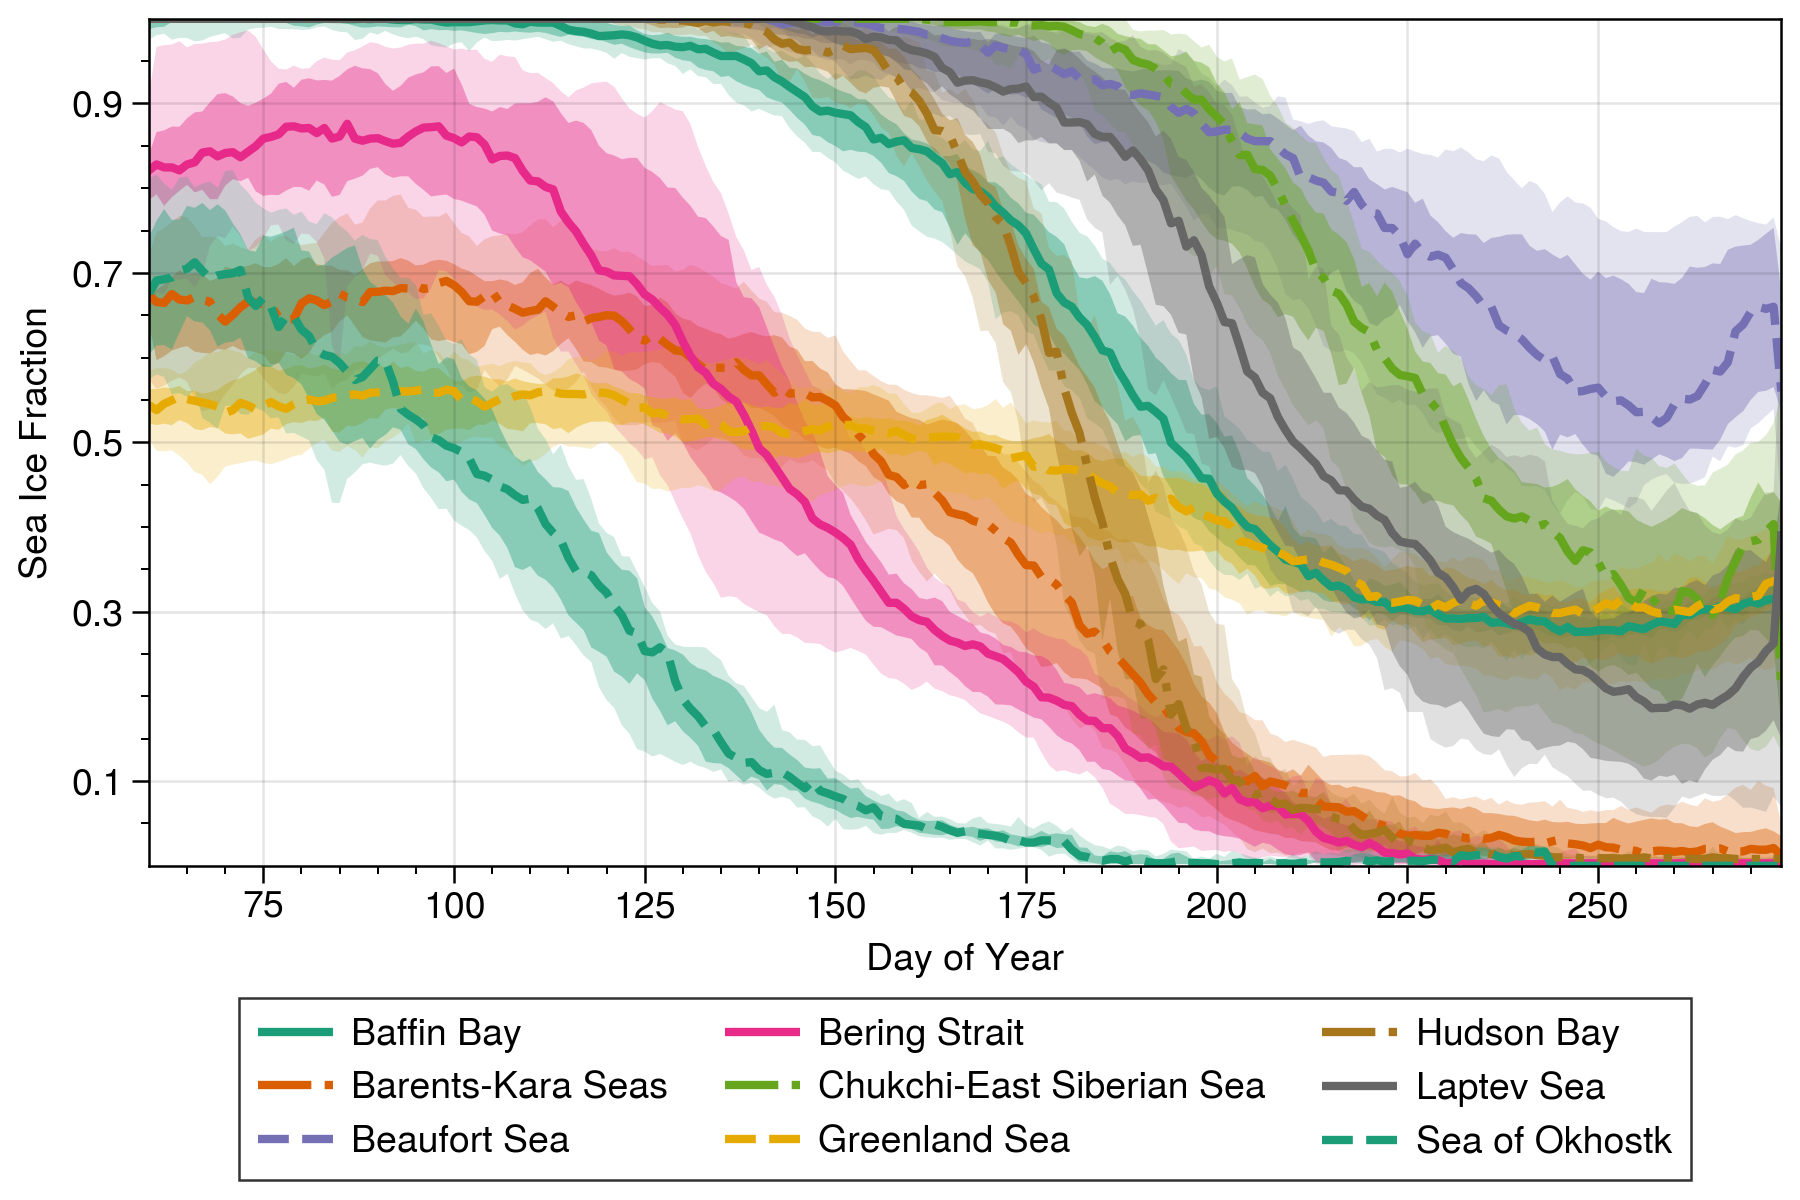 0.9
0.7
0.5
0.3
0.1
Sea Ice Fraction
75 100 125 150 175 200 225 250
Day of Year
Baffin Bay Bering Strait Hudson Bay
Barents-Kara Seas Chukchi-East Siberian Sea Laptev Sea
Beaufort Sea Greenland Sea Sea of Okhostk